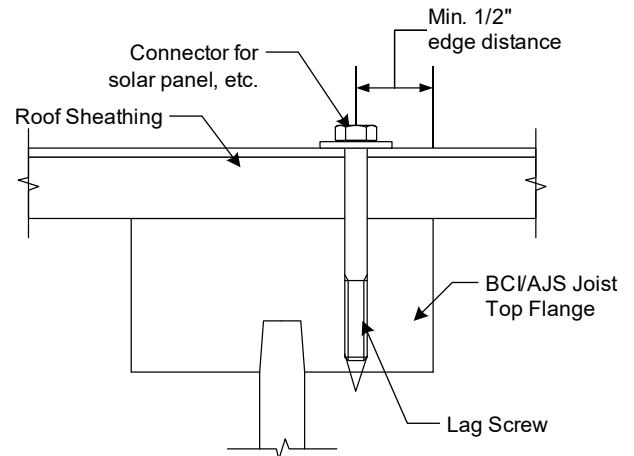 Min. 1/2"
edge distance
Connector for
solar panel, etc.
Roof Sheathing
BCI/AJS Joist
Top Flange
Lag Screw